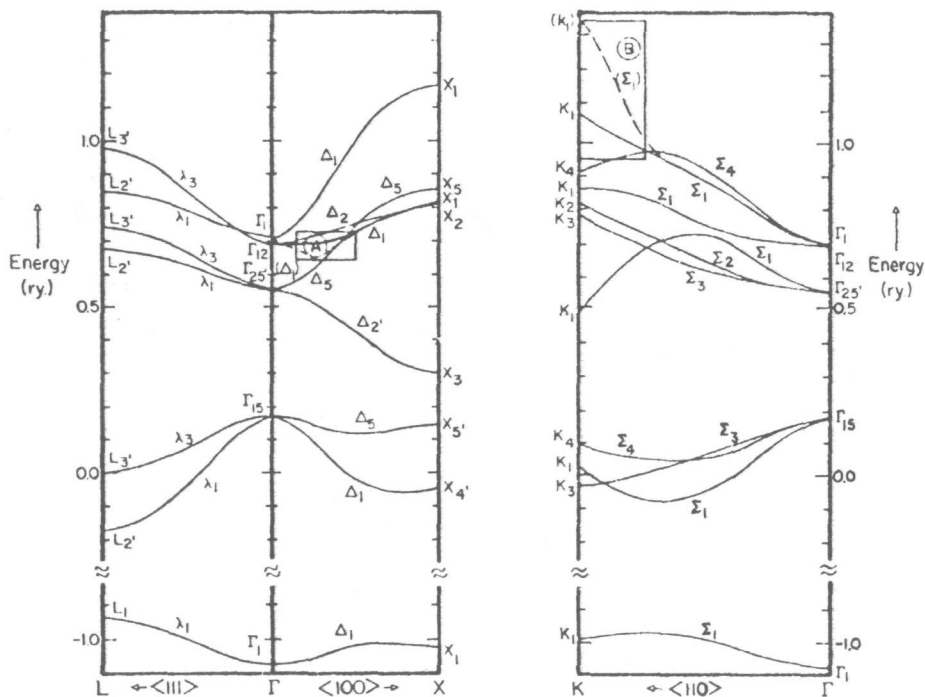 L3'
L2'
L3'
L2'
L3'
L2'
L1
λ3
λ1
λ3
λ1
λ3
λ1
λ1
1.0
0.0
-1.0
Energy
(ry.)
Γ1
Γ12
Γ25'
Γ15
Γ1
Δ1
Δ5
Δ2
Δ1
A
(Δ1)
Δ5
Δ2'
Δ5
Δ1
Δ1
X1
X5
X1
X2
X3
X5'
X4'
X1
L
<111>
Γ
<100>
X
(K1)
K1
K4
K1
K2
K3
K1
K4
K1
K3
K1
B
(Σ1)
Σ4
Σ1
Σ1
Σ1
Σ2
Σ3
Σ4
Σ3
Σ1
Σ1
1.0
Γ1
Γ12
Γ25'
0.5
Γ15
0.0
-1.0
Γ1
Energy
(ry.)
K
<110>
Γ